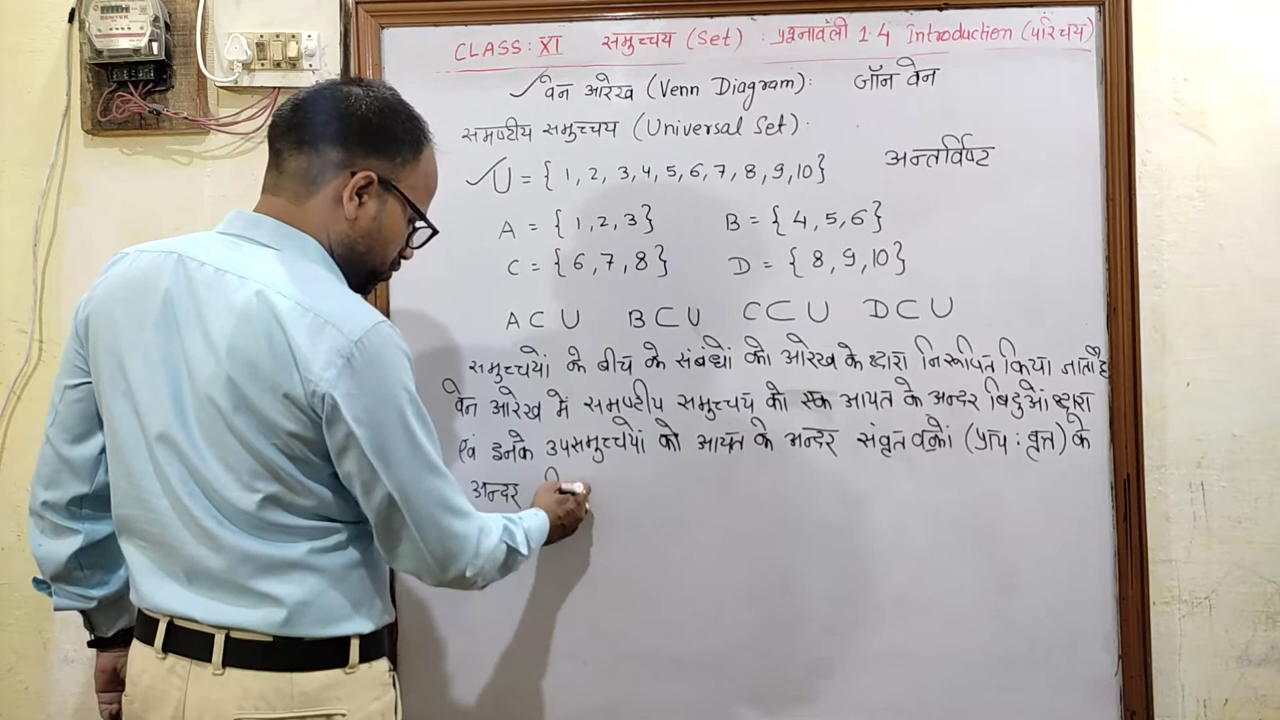 CLASS: XI समुच्चय (Set) : प्रश्नावली 1.4 Introduction (परिचय)
वेन आरेख (Venn Diagram): जॉन वेन
समष्टीय समुच्चय (Universal Set).
अन्तर्विष्ट
U = { 1, 2, 3, 4, 5, 6, 7, 8, 9, 10}
A = { 1, 2, 3} B = { 4, 5, 6}
C = { 6, 7, 8} D = { 8, 9, 10}
A ⊂ U B ⊂ U C ⊂ U D ⊂ U
समुच्चयों के बीच के संबंधों को आरेख के द्वारा निरूपित किया जाता है
वेन आरेख में समष्टीय समुच्चय को एक आयत के अन्दर बिंदुओं द्वारा
एवं इनके उपसमुच्चयों को आयत के अन्दर संवृत वक्रों (प्राय: वृत्त) के
अन्दर